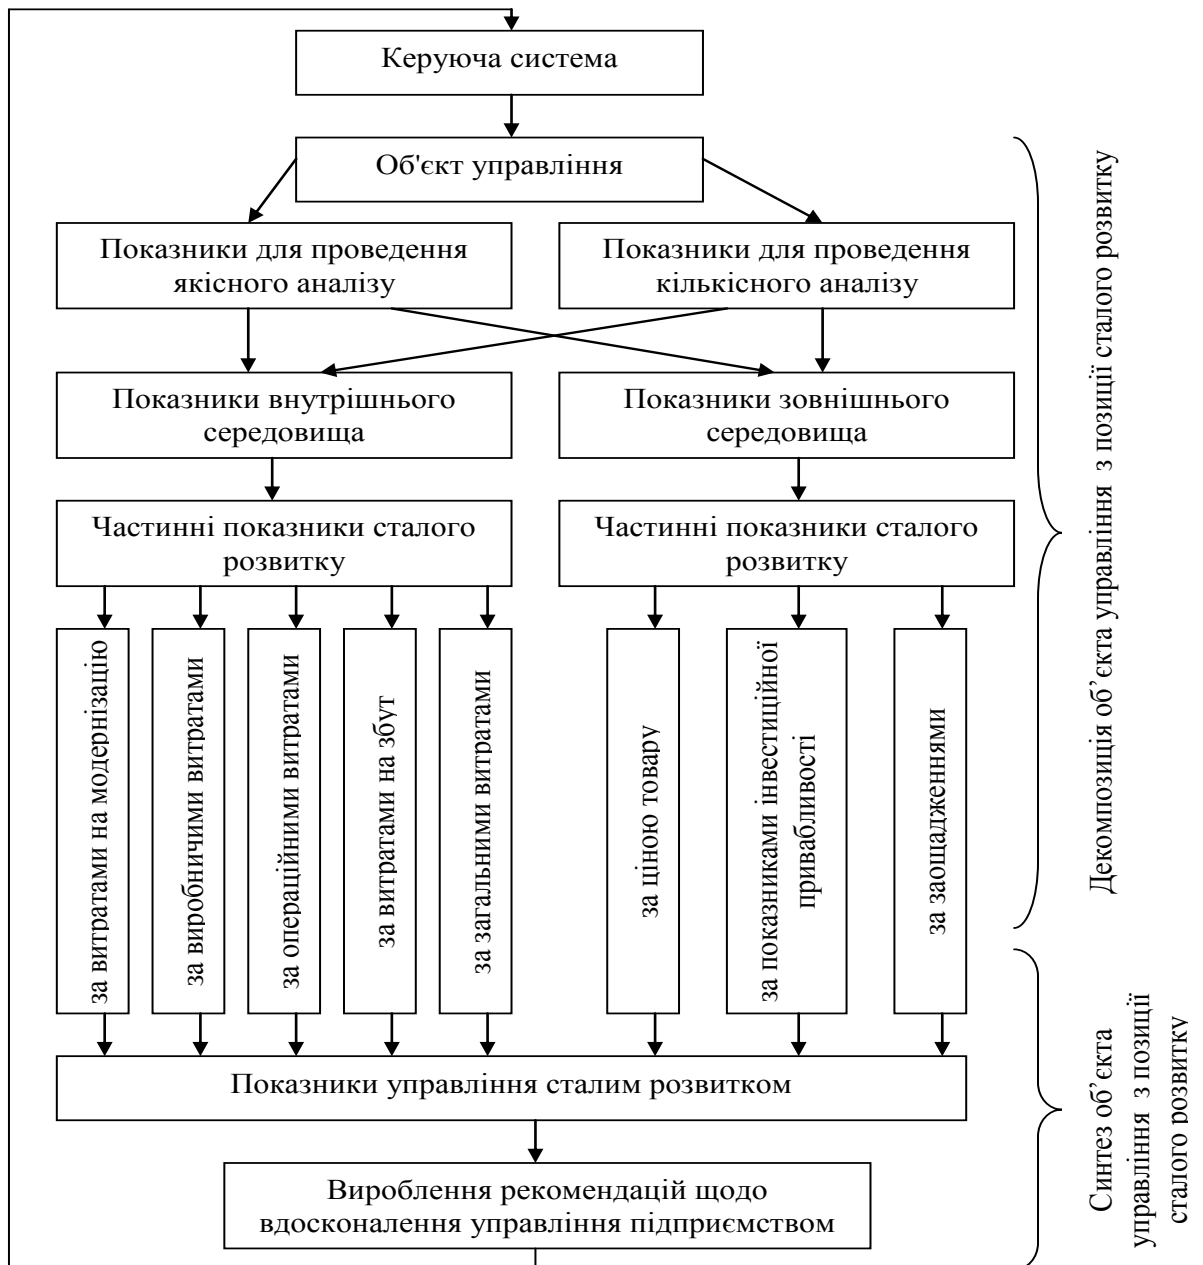 Керуюча система
Об'єкт управління
Показники для проведення
якісного аналізу
Показники для проведення
кількісного аналізу
Показники внутрішнього
середовища
Показники зовнішнього
середовища
Частинні показники сталого
розвитку
Частинні показники сталого
розвитку
за витратами на модернізацію
за виробничими витратами
за операційними витратами
за витратами на збут
за загальними витратами
за ціною товару
за показниками інвестиційної
привабливості
за заощадженнями
Показники управління сталим розвитком
Вироблення рекомендацій щодо
вдосконалення управління підприємством
Декомпозиція об’єкта управління з позиції сталого розвитку
Синтез об’єкта
управління з позиції
сталого розвитку